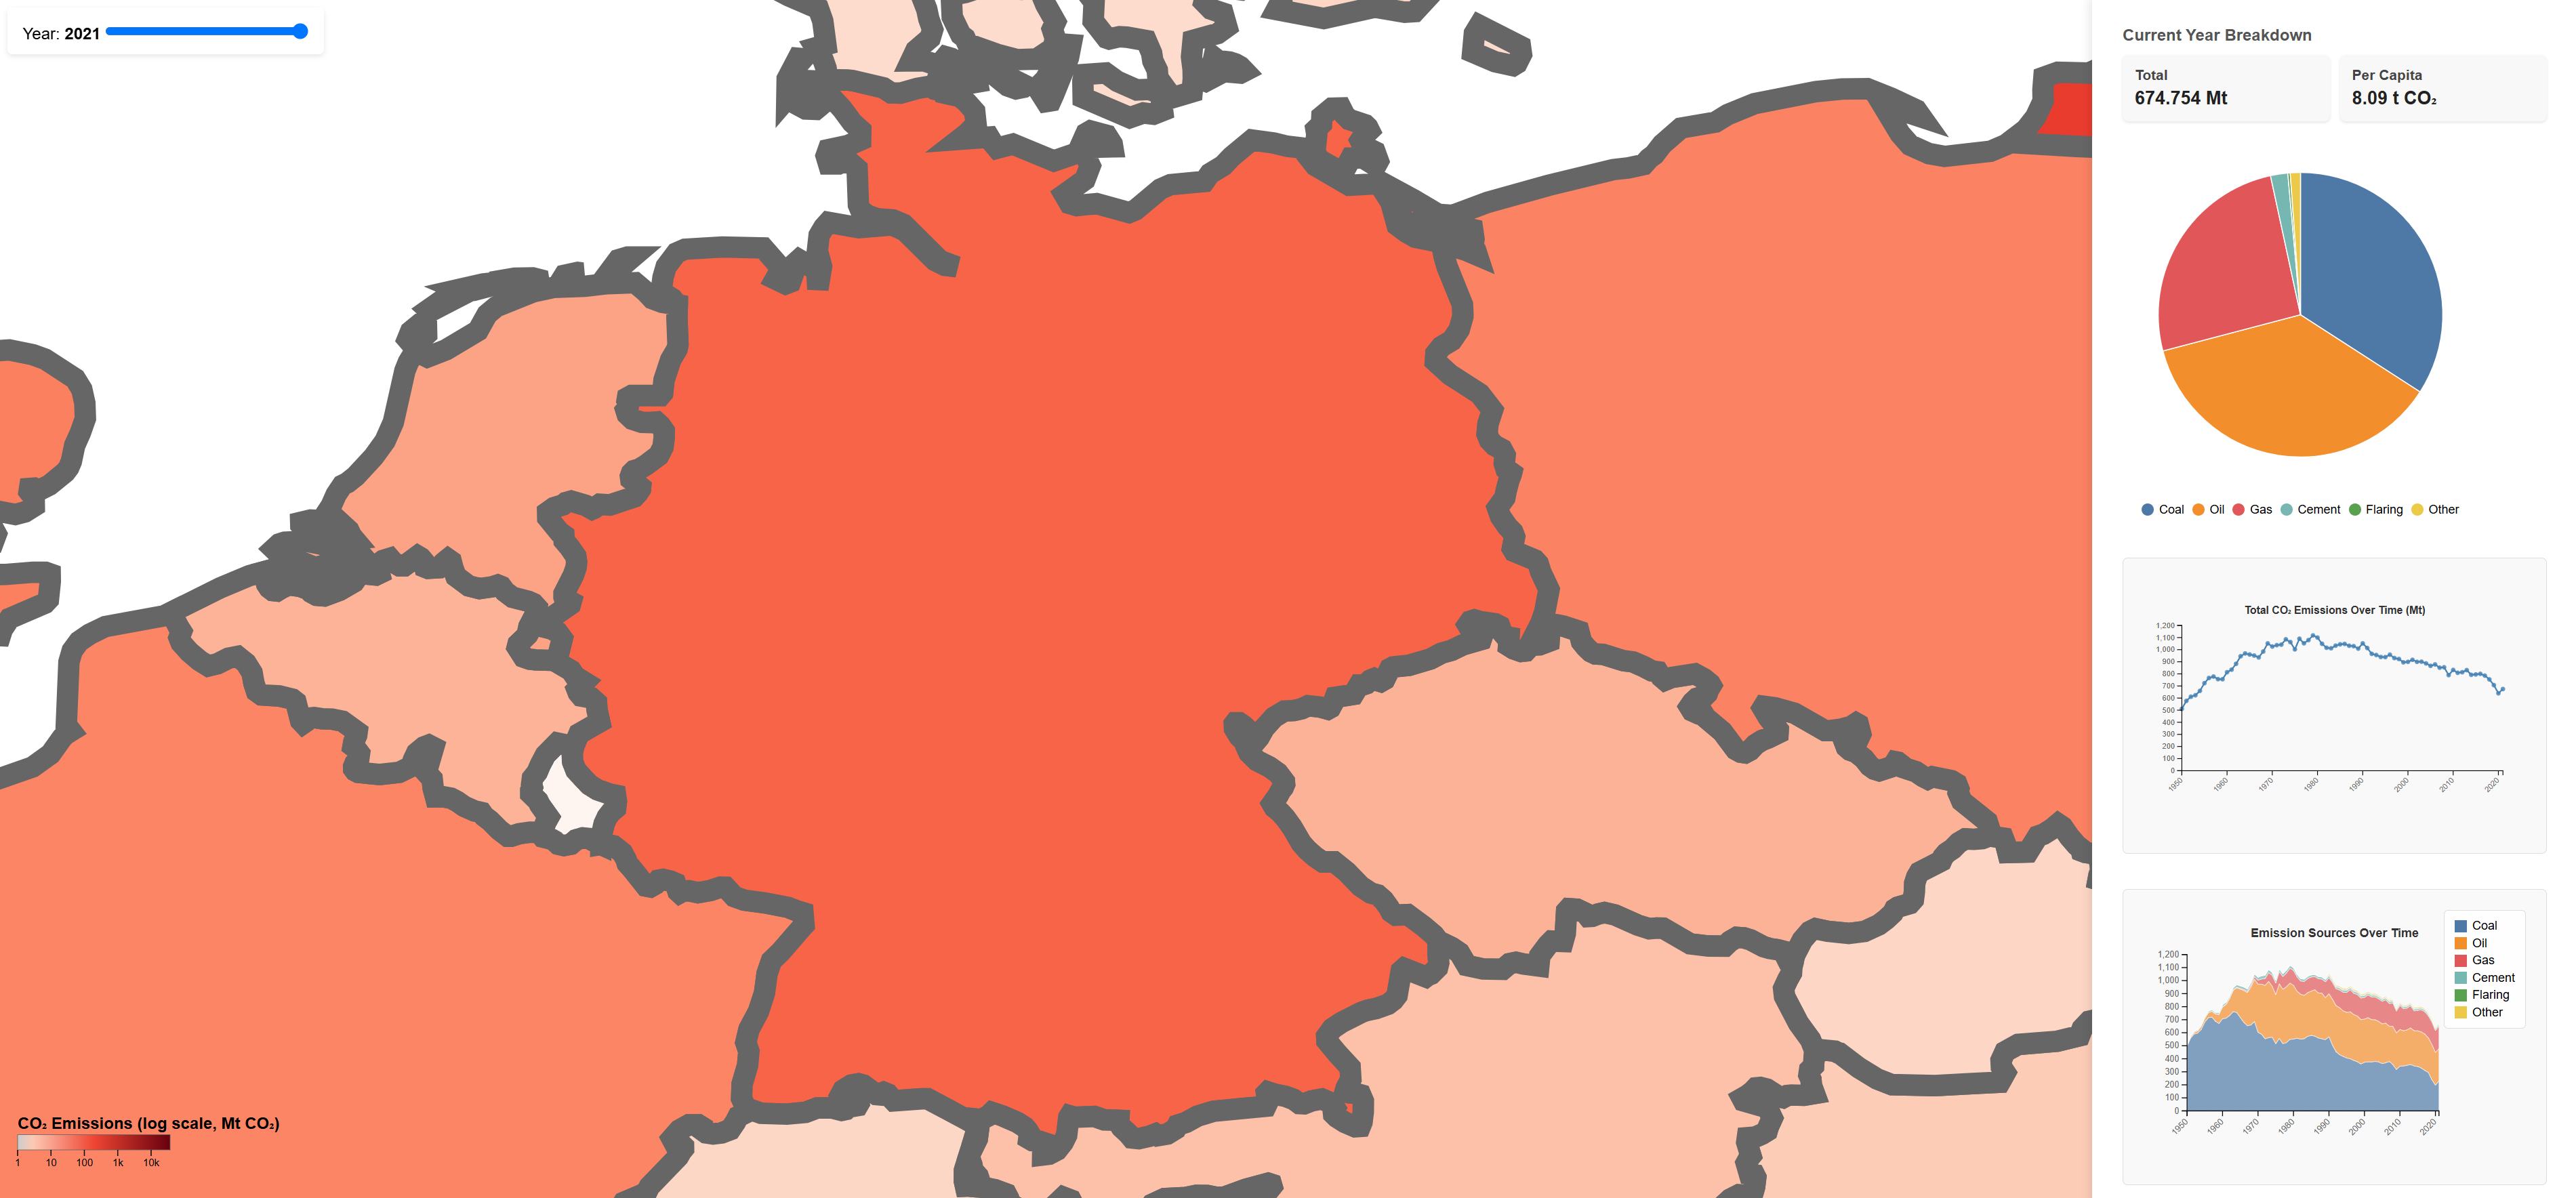 Year: 2021
Current Year Breakdown
Total
674.754 Mt
Per Capita
8.09 t CO₂
Coal Oil Gas Cement Flaring Other
Total CO₂ Emissions Over Time (Mt)
1,200
1,100
1,000
900
800
700
600
500
400
300
200
100
0
1950 1960 1970 1980 1990 2000 2010 2020
Emission Sources Over Time
Coal
Oil
Gas
Cement
Flaring
Other
1,200
1,100
1,000
900
800
700
600
500
400
300
200
100
0
1950 1960 1970 1980 1990 2000 2010 2020
CO₂ Emissions (log scale, Mt CO₂)
1 10 100 1k 10k